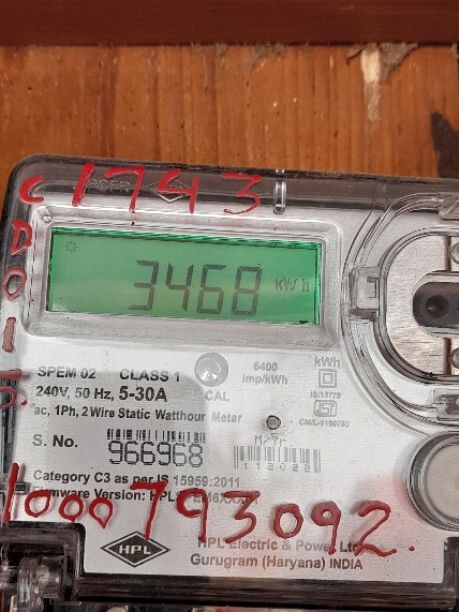 C1743
D
O
I
J.
3468 kWh
SPEM 02 CLASS 1
240V, 50 Hz, 5-30A
ac, 1Ph, 2 Wire Static Watthour Meter
CAL
6400
imp/kWh
kWh
IS:13779
S. No.
966968
Category C3 as per IS 15959:2011
Firmware Version:
1000793092.
HPL
HPL Electric & Power Ltd
Gurugram (Haryana) INDIA